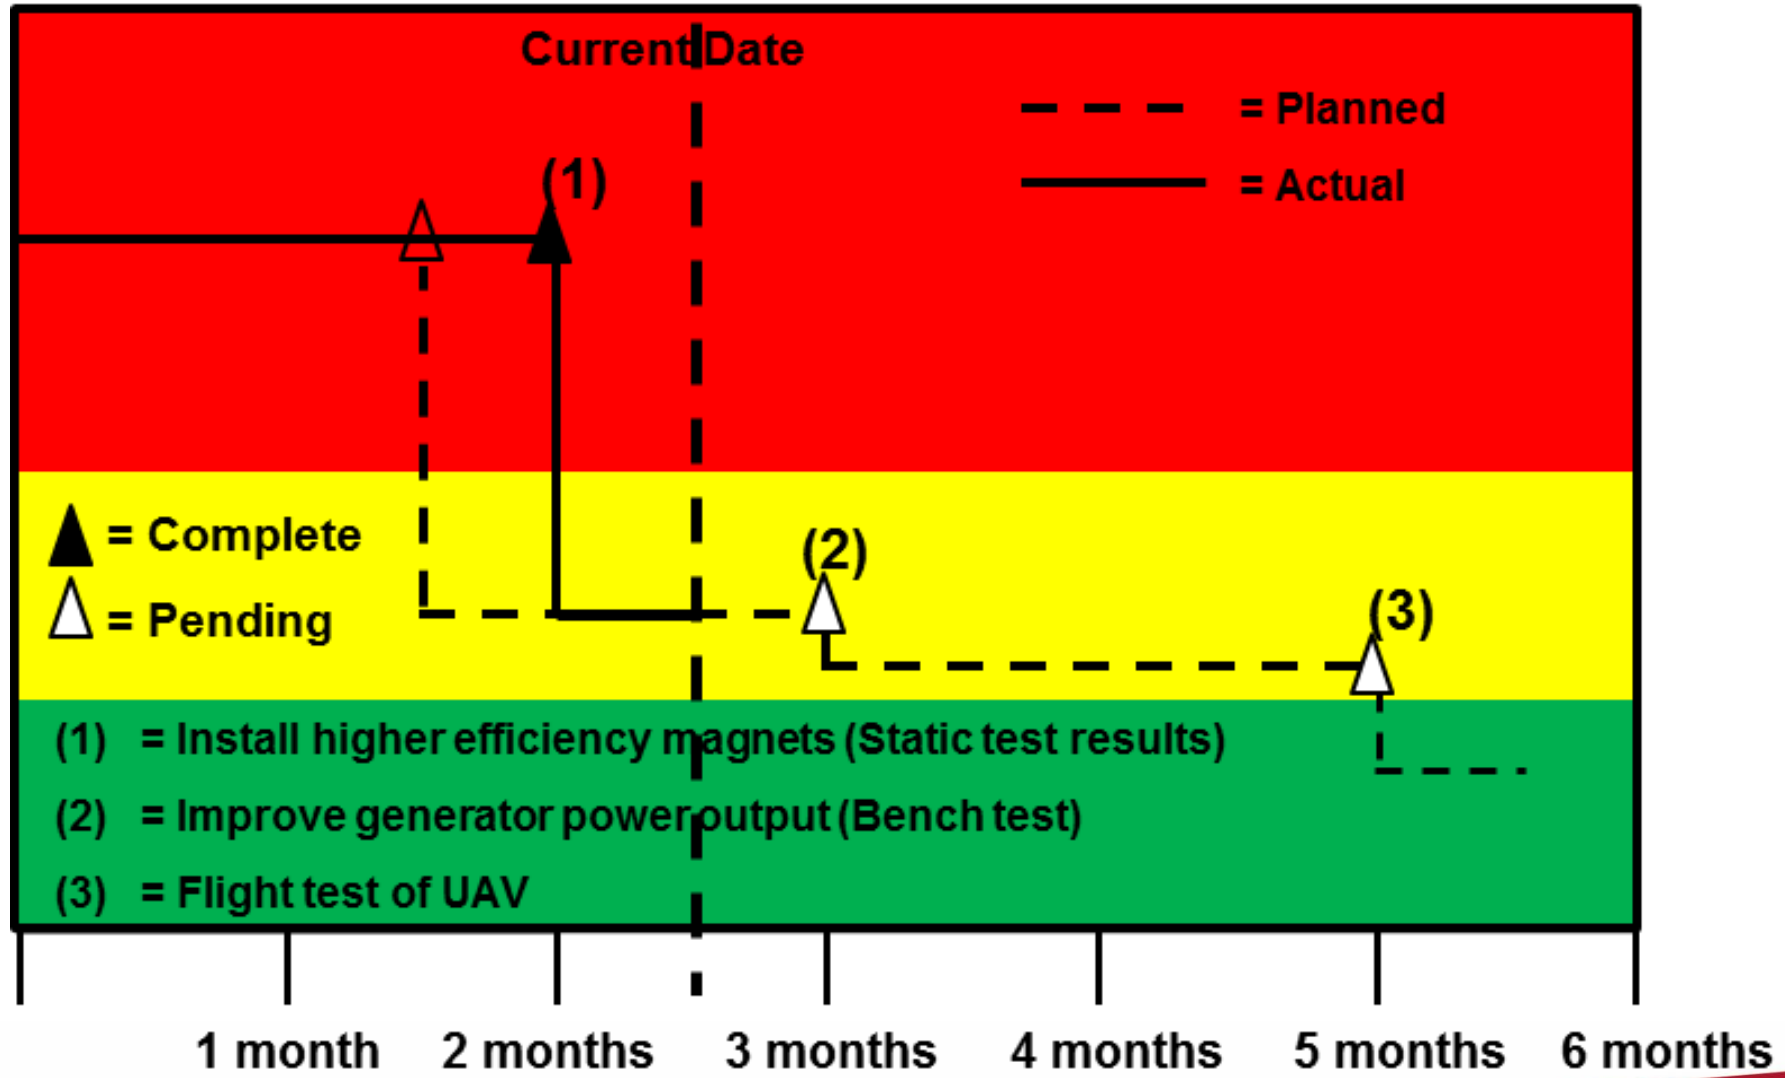 Current Date
= Planned
(1)
= Actual
= Complete
(2)
= Pending
(3)
(1) = Install higher efficiency magnets (Static test results)
(2) = Improve generator power output (Bench test)
(3) = Flight test of UAV
1 month 2 months 3 months 4 months 5 months 6 months